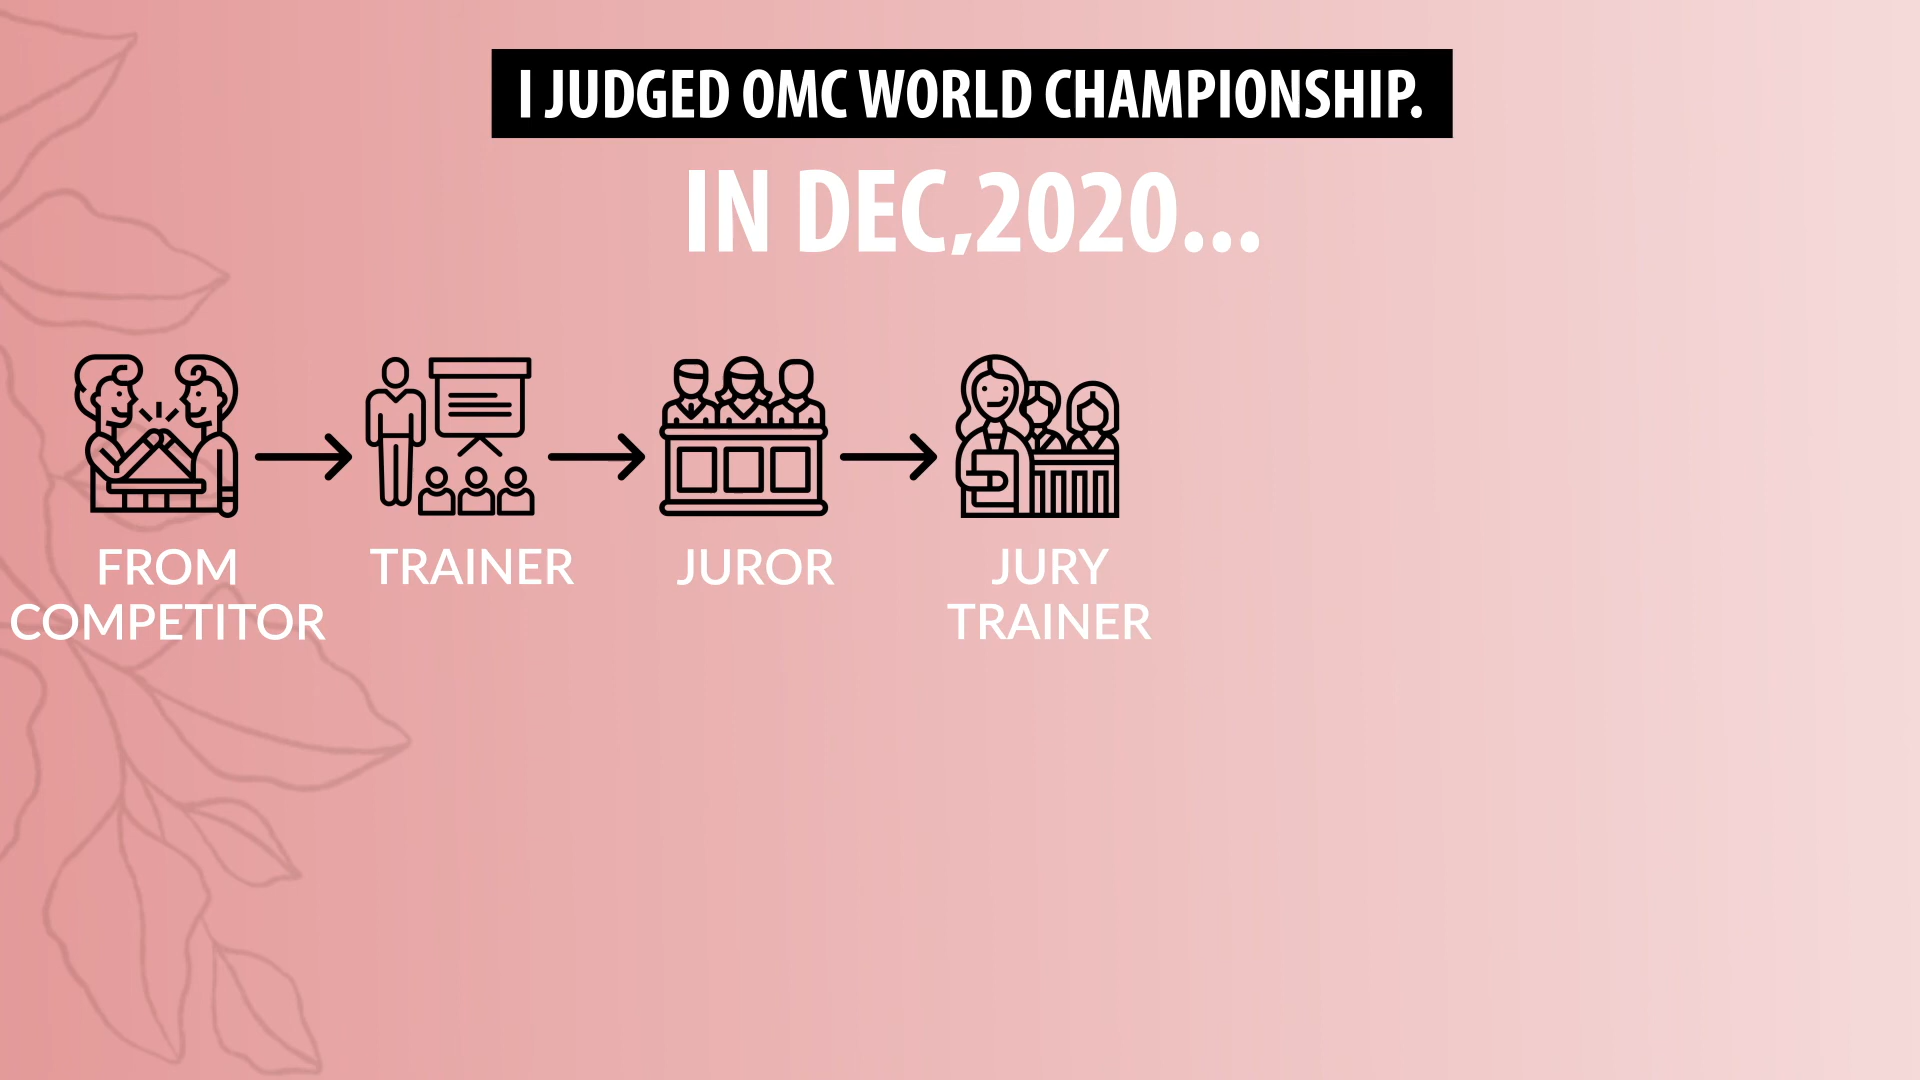 I JUDGED OMC WORLD CHAMPIONSHIP.
IN DEC,2020...
FROM
COMPETITOR
TRAINER
JUROR
JURY
TRAINER